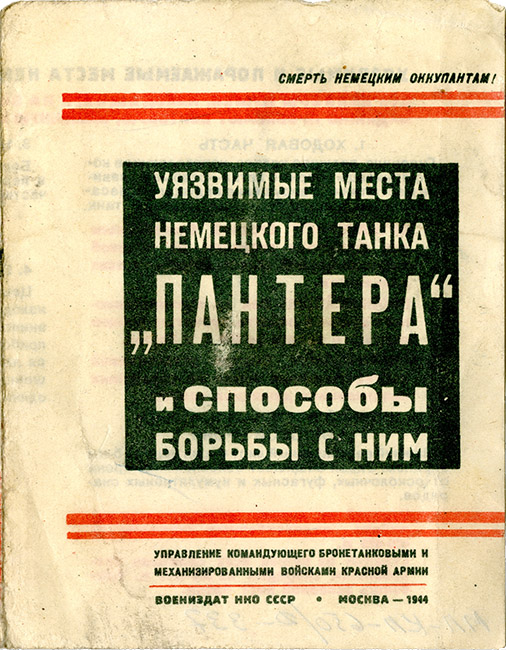 СМЕРТЬ НЕМЕЦКИМ ОККУПАНТАМ!
УЯЗВИМЫЕ МЕСТА
НЕМЕЦКОГО ТАНКА
„ПАНТЕРА“
и СПОСОБЫ
БОРЬБЫ С НИМ
УПРАВЛЕНИЕ КОМАНДУЮЩЕГО БРОНЕТАНКОВЫМИ И
МЕХАНИЗИРОВАННЫМИ ВОЙСКАМИ КРАСНОЙ АРМИИ
ВОЕНИЗДАТ НКО СССР • МОСКВА — 1944